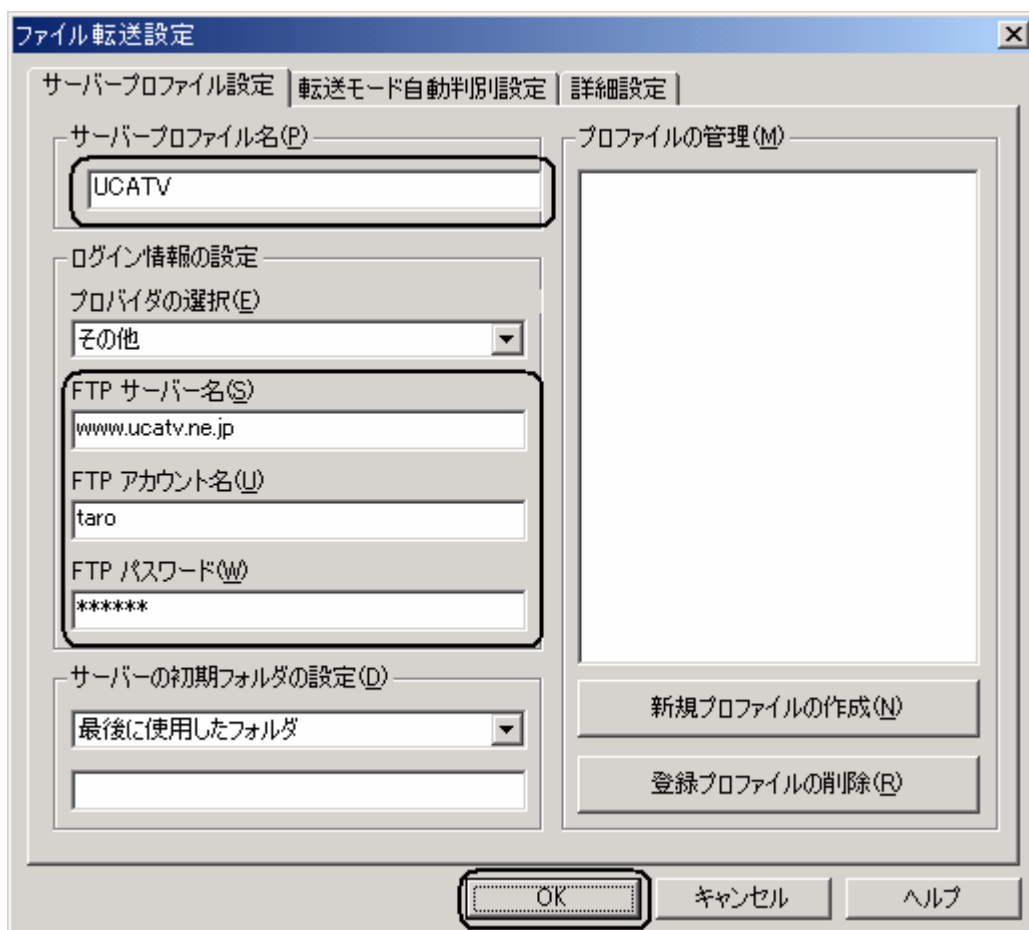 ファイル転送設定
サーバープロファイル設定 転送モード自動判別設定 詳細設定
サーバープロファイル名(P)
UCATV
ログイン情報の設定
プロバイダの選択(E)
その他
FTP サーバー名(S)
www.ucatv.ne.jp
FTP アカウント名(U)
taro
FTP パスワード(W)
******
サーバーの初期フォルダの設定(D)
最後に使用したフォルダ
プロファイルの管理(M)
新規プロファイルの作成(N)
登録プロファイルの削除(R)
OK キャンセル ヘルプ